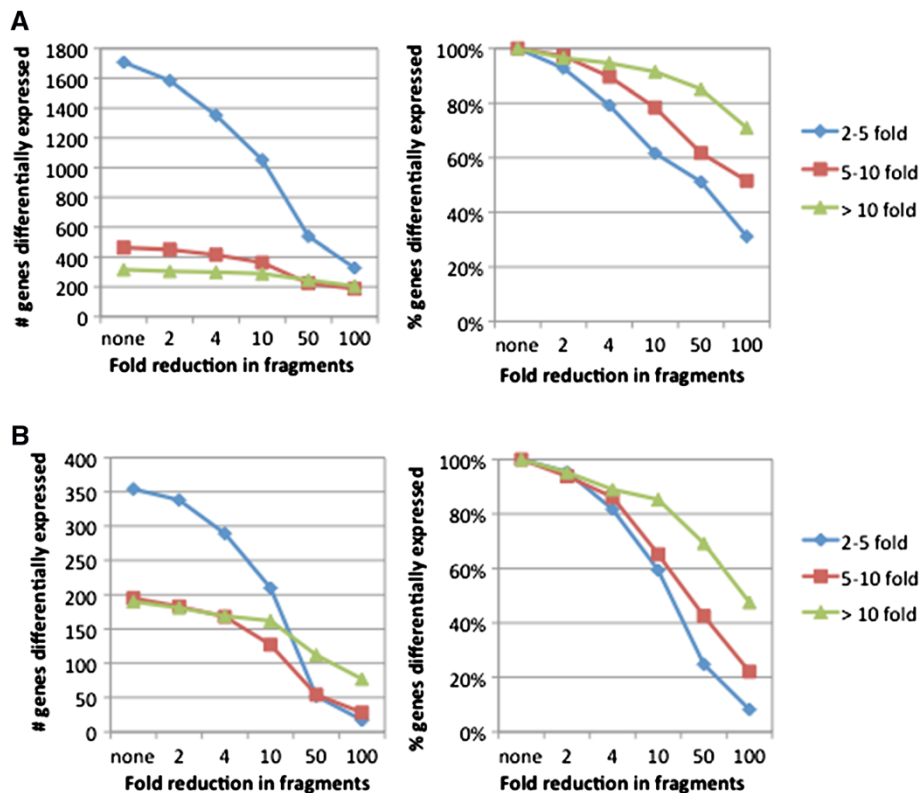 A
# genes differentially expressed
1800
1600
1400
1200
1000
800
600
400
200
0
none 2 4 10 50 100
Fold reduction in fragments
% genes differentially expressed
100%
80%
60%
40%
20%
0%
none 2 4 10 50 100
Fold reduction in fragments
2-5 fold
5-10 fold
> 10 fold
B
# genes differentially expressed
400
350
300
250
200
150
100
50
0
none 2 4 10 50 100
Fold reduction in fragments
% genes differentially expressed
100%
80%
60%
40%
20%
0%
none 2 4 10 50 100
Fold reduction in fragments
2-5 fold
5-10 fold
> 10 fold